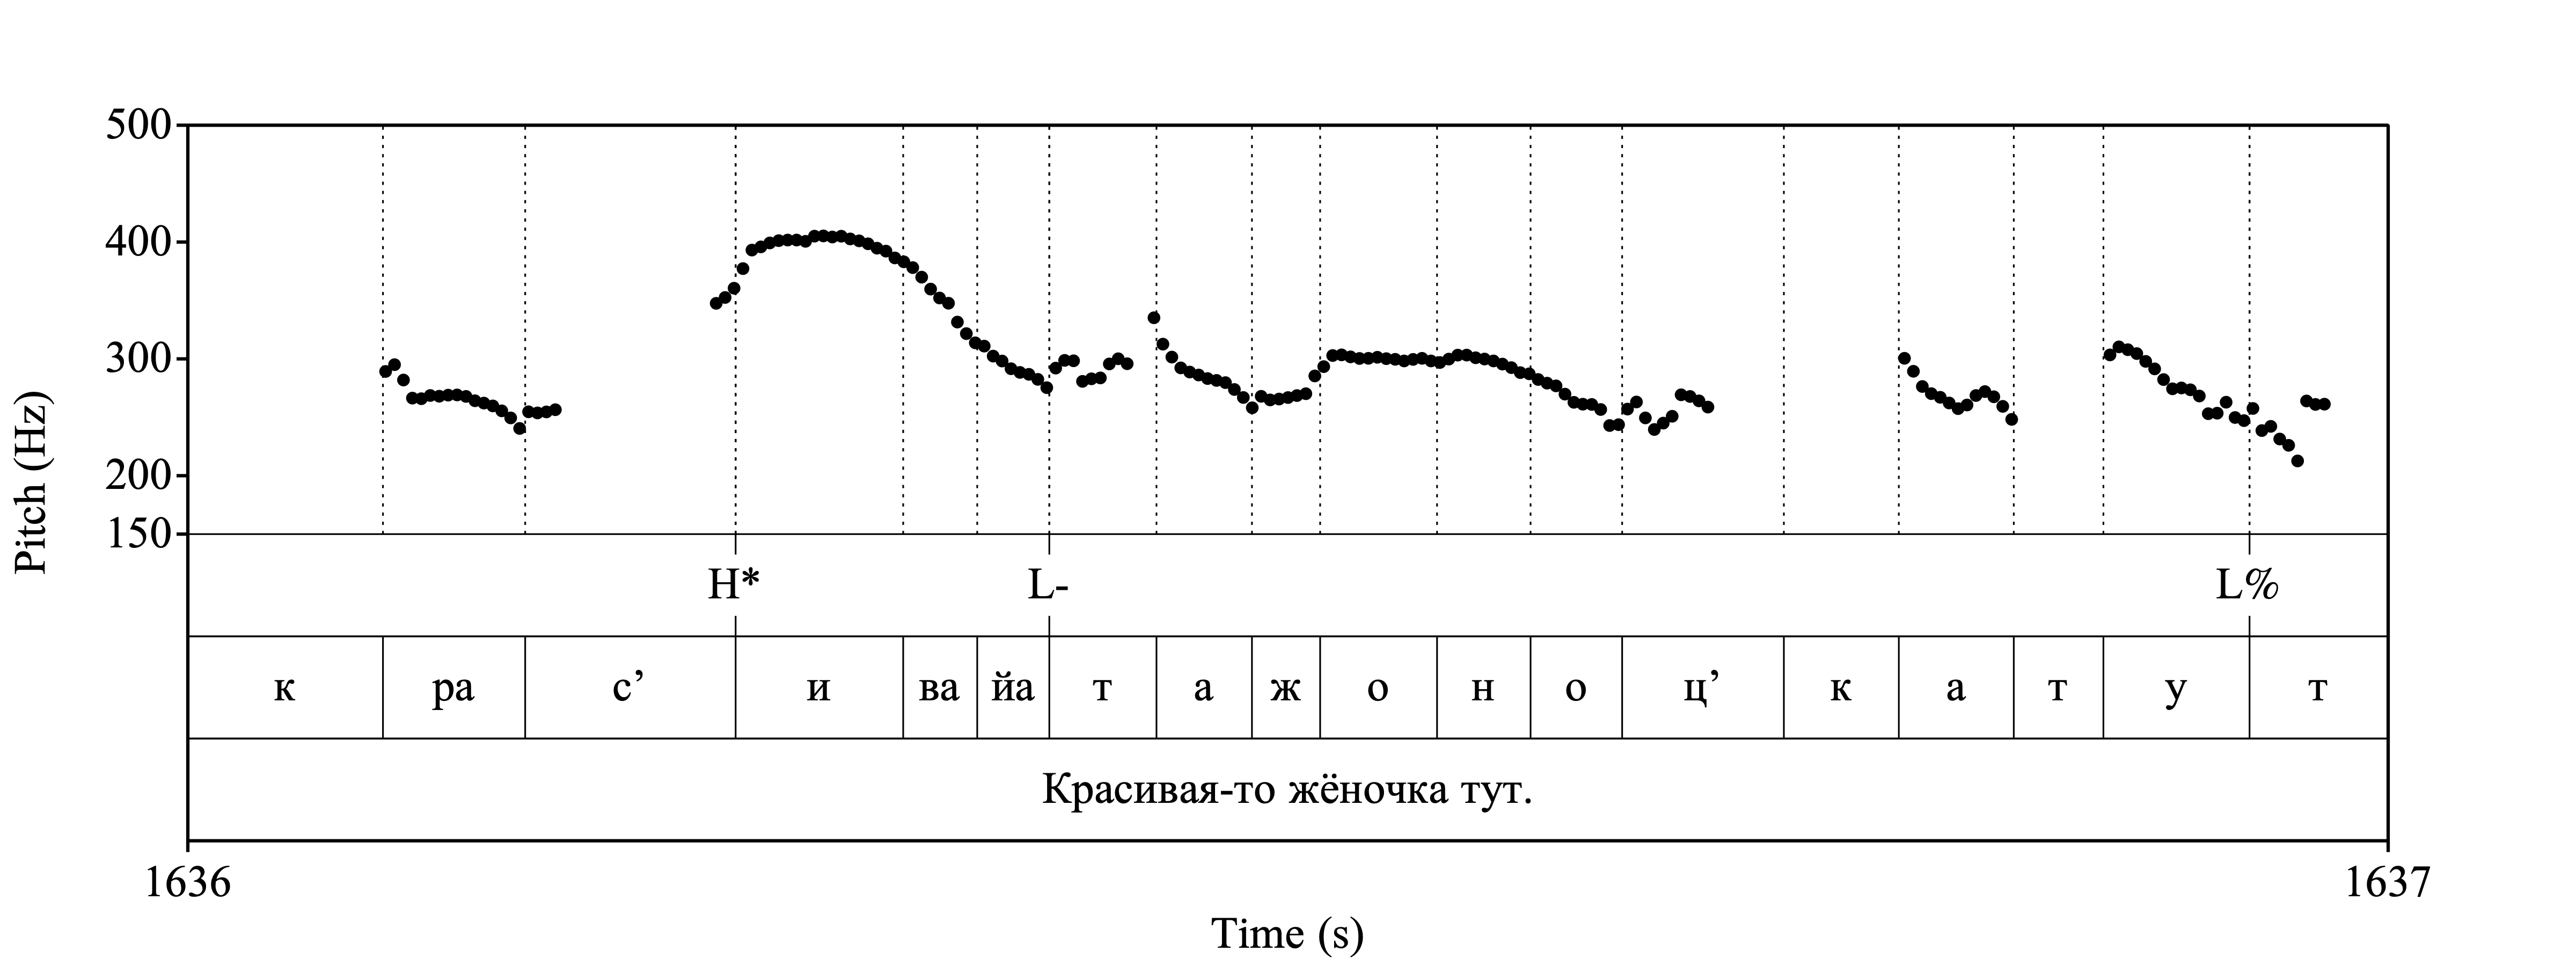 500
400
300
200
150
Pitch (Hz)
H* L- L%
к ра с’ и ва йа т а ж о н о ц’ к а т у т
Красивая-то жёночка тут.
1636 1637
Time (s)